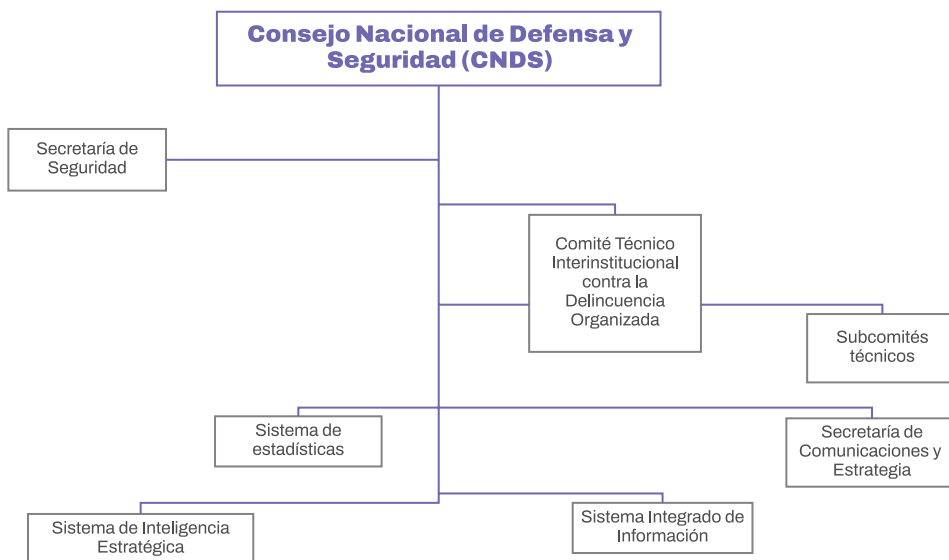 Consejo Nacional de Defensa y
Seguridad (CNDS)
Secretaría de
Seguridad
Comité Técnico
Interinstitucional
contra la
Delincuencia
Organizada
Subcomités
técnicos
Sistema de
estadísticas
Secretaría de
Comunicaciones y
Estrategia
Sistema de Inteligencia
Estratégica
Sistema Integrado de
Información